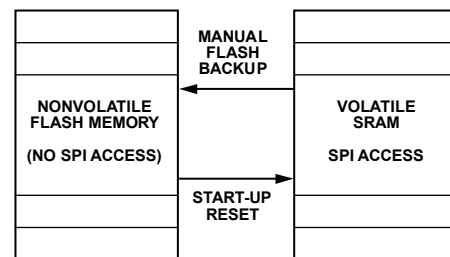 MANUAL
FLASH
BACKUP
NONVOLATILE
FLASH MEMORY
(NO SPI ACCESS)
VOLATILE
SRAM
SPI ACCESS
START-UP
RESET